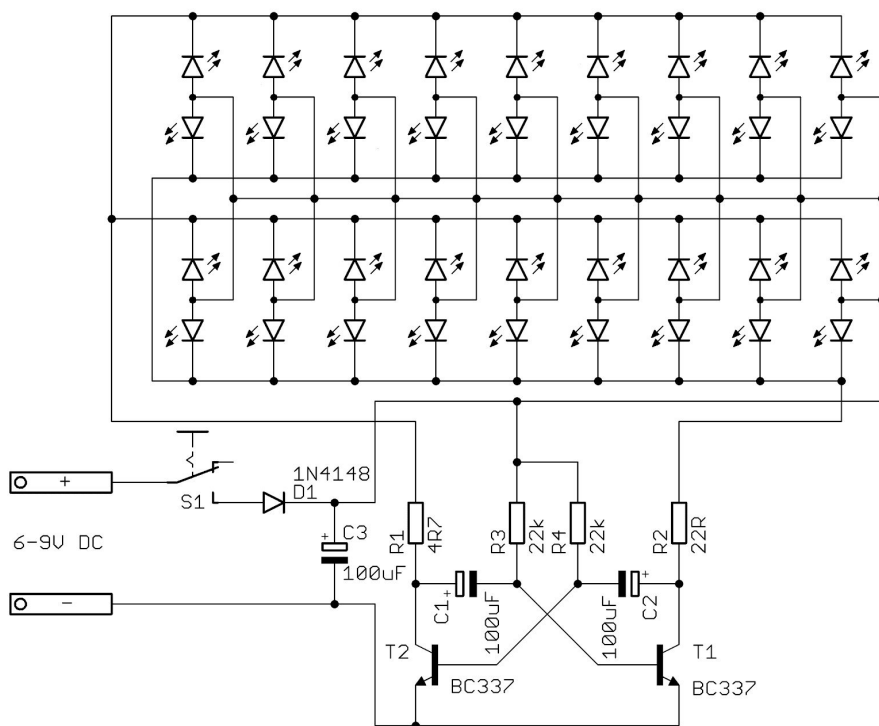 +
S1
1N4148
D1
6-9V DC
C3
+
100uF
-
R1
4R7
R3
22k
R4
22k
R2
22R
C1
+
100uF
100uF
C2
+
T2
BC337
T1
BC337